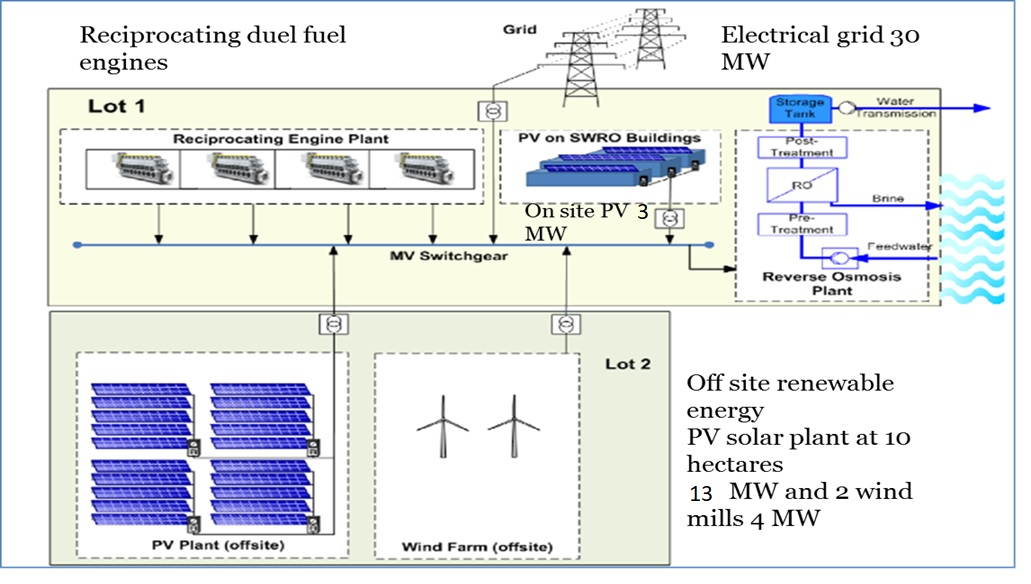 Reciprocating duel fuel
engines
Grid
Electrical grid 30
MW
Lot 1
Reciprocating Engine Plant
PV on SWRO Buildings
On site PV 3
MW
MV Switchgear
Storage
Tank
Water
Transmission
Post-
Treatment
RO
Brine
Pre-
Treatment
Feedwater
Reverse Osmosis
Plant
Lot 2
PV Plant (offsite)
Wind Farm (offsite)
Off site renewable
energy
PV solar plant at 10
hectares
13 MW and 2 wind
mills 4 MW